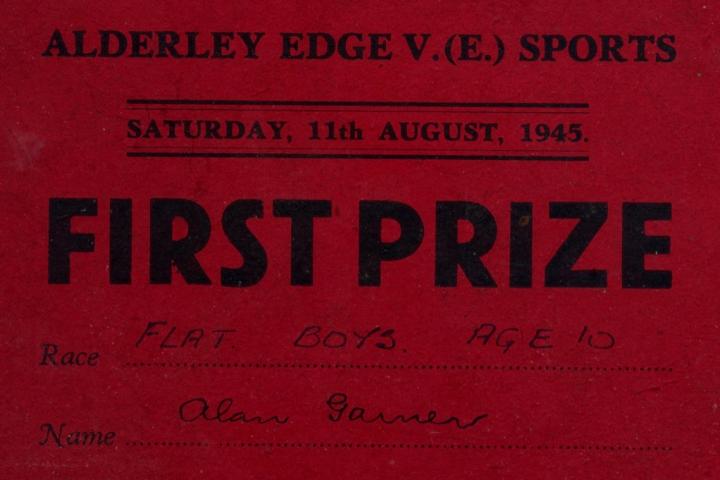 ALDERLEY EDGE V.(E.) SPORTS
SATURDAY, 11th AUGUST, 1945.
FIRST PRIZE
Race FLAT. BOYS. AGE 10
Name Alan Garner